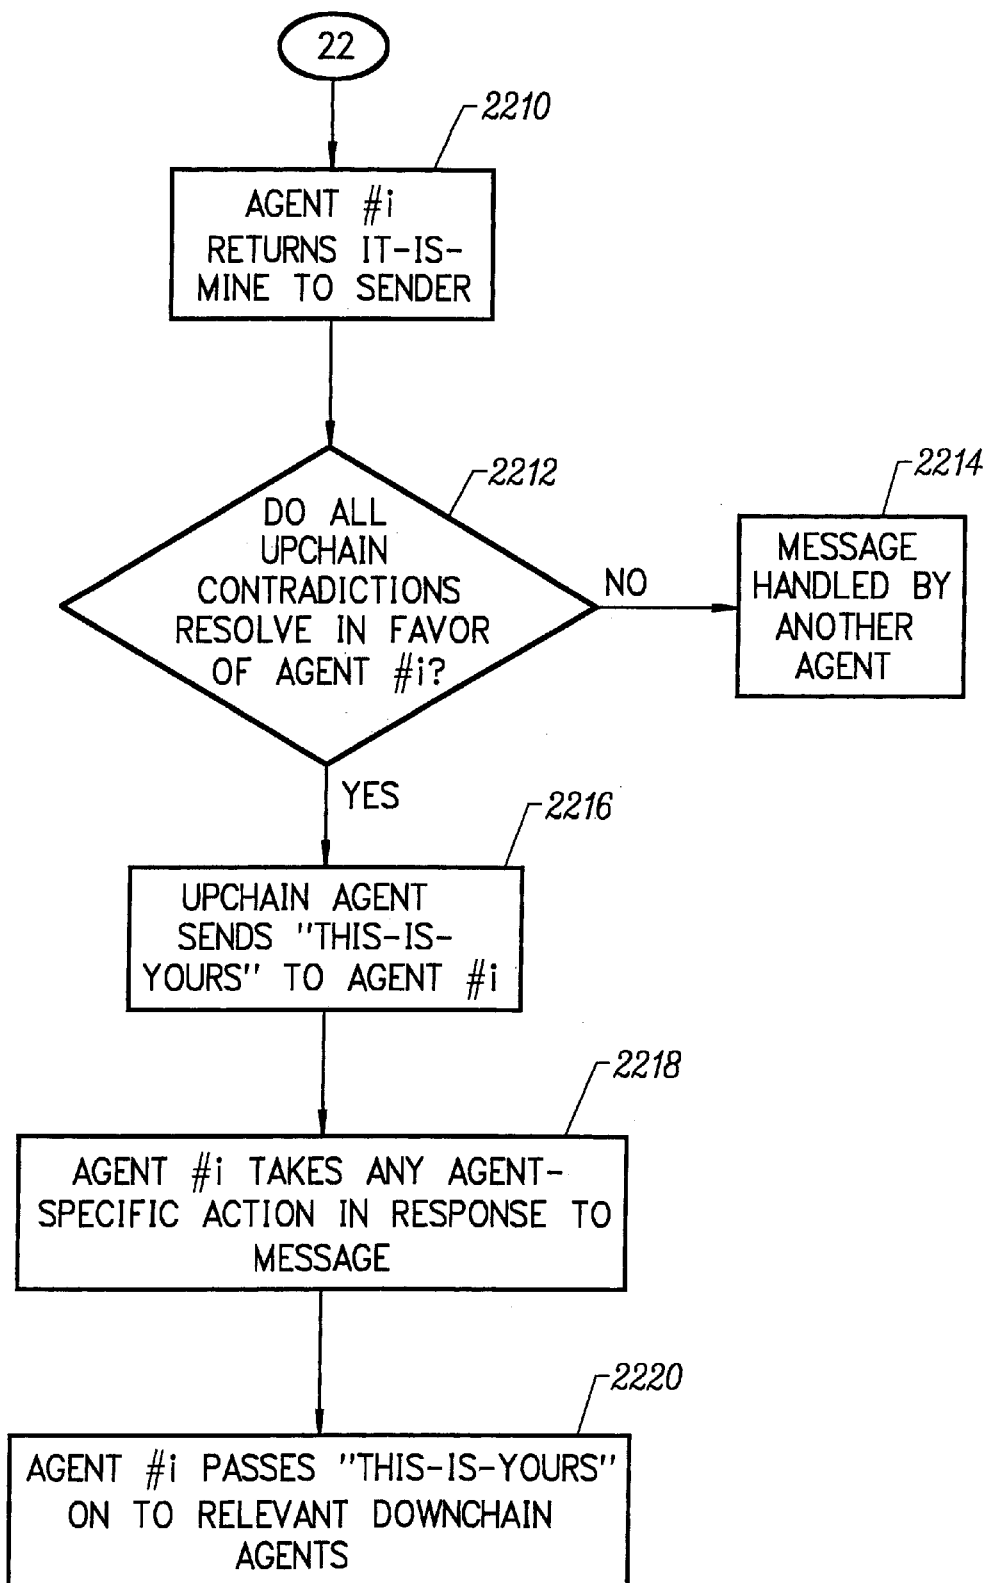 22
2210
AGENT #i
RETURNS IT-IS-
MINE TO SENDER
2212
DO ALL
UPCHAIN
CONTRADICTIONS
RESOLVE IN FAVOR
OF AGENT #i?
NO
2214
MESSAGE
HANDLED BY
ANOTHER
AGENT
YES
2216
UPCHAIN AGENT
SENDS "THIS-IS-
YOURS" TO AGENT #i
2218
AGENT #i TAKES ANY AGENT-
SPECIFIC ACTION IN RESPONSE TO
MESSAGE
2220
AGENT #i PASSES "THIS-IS-YOURS"
ON TO RELEVANT DOWNCHAIN
AGENTS